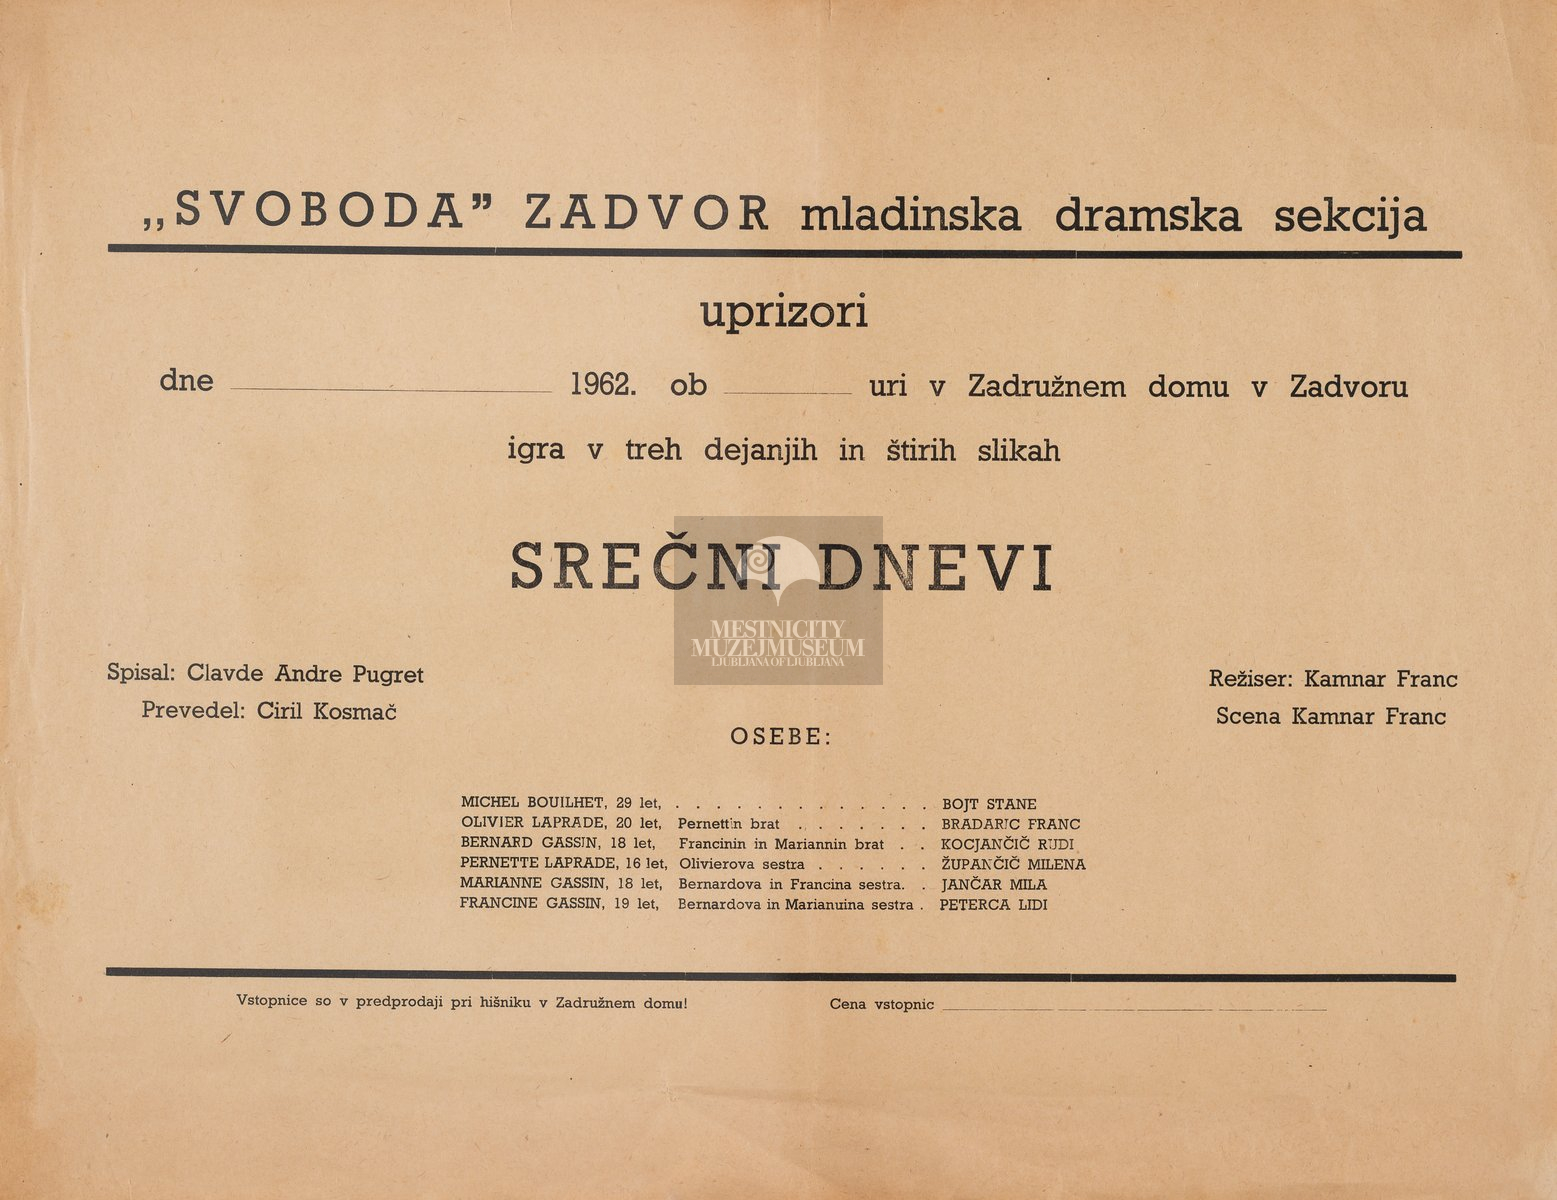 „SVOBODA” ZADVOR mladinska dramska sekcija
uprizori
dne 1962. ob uri v Zadružnem domu v Zadvoru
igra v treh dejanjih in štirih slikah
SREČNI DNEVI
MESTNICITY
MUZEJMUSEUM
LJUBLJANAOFLJUBLJANA
Spisal: Clavde Andre Pugret
Prevedel: Ciril Kosmač
Režiser: Kamnar Franc
Scena Kamnar Franc
OSEBE:
MICHEL BOUILHET, 29 let, . . . . . . . . . . . . . BOJT STANE
OLIVIER LAPRADE, 20 let, Pernettin brat . . . . . . . BRADARIC FRANC
BERNARD GASSIN, 18 let, Francinin in Mariannin brat . . KOCJANČIČ RUDI
PERNETTE LAPRADE, 16 let, Olivierova sestra . . . . . . ŽUPANČIČ MILENA
MARIANNE GASSIN, 18 let, Bernardova in Francina sestra. . JANČAR MILA
FRANCINE GASSIN, 19 let, Bernardova in Marianuina sestra . PETERCA LIDI
Vstopnice so v predprodaji pri hišniku v Zadružnem domu!
Cena vstopnic